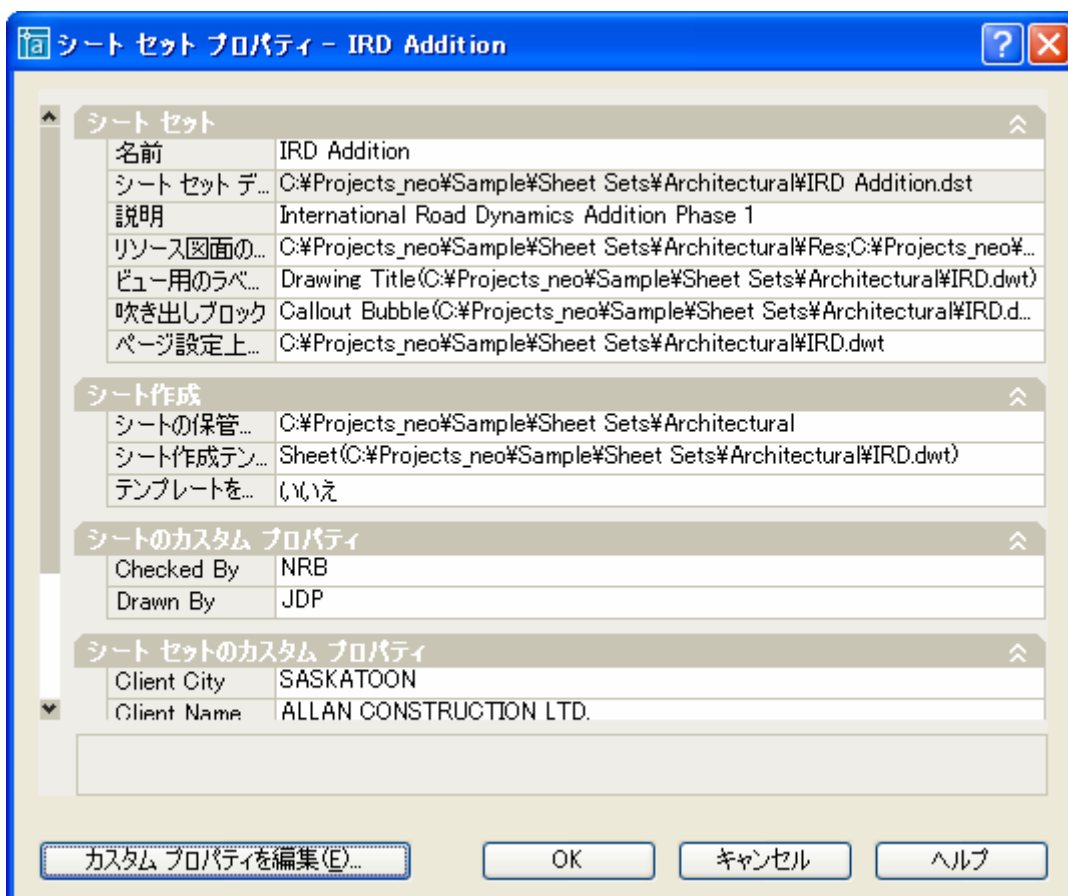 シート セット プロパティ - IRD Addition
シート セット
名前 IRD Addition
シート セット デ... C:¥Projects_neo¥Sample¥Sheet Sets¥Architectural¥IRD Addition.dst
説明 International Road Dynamics Addition Phase 1
リソース図面の... C:¥Projects_neo¥Sample¥Sheet Sets¥Architectural¥Res;C:¥Projects_neo¥...
ビュー用のラベ... Drawing Title(C:¥Projects_neo¥Sample¥Sheet Sets¥Architectural¥IRD.dwt)
吹き出しブロック Callout Bubble(C:¥Projects_neo¥Sample¥Sheet Sets¥Architectural¥IRD.d...
ページ設定上... C:¥Projects_neo¥Sample¥Sheet Sets¥Architectural¥IRD.dwt
シート作成
シートの保管... C:¥Projects_neo¥Sample¥Sheet Sets¥Architectural
シート作成テン... Sheet(C:¥Projects_neo¥Sample¥Sheet Sets¥Architectural¥IRD.dwt)
テンプレートを... いいえ
シートのカスタム プロパティ
Checked By NRB
Drawn By JDP
シート セットのカスタム プロパティ
Client City SASKATOON
Client Name ALLAN CONSTRUCTION LTD.
カスタム プロパティを編集(E)... OK キャンセル ヘルプ